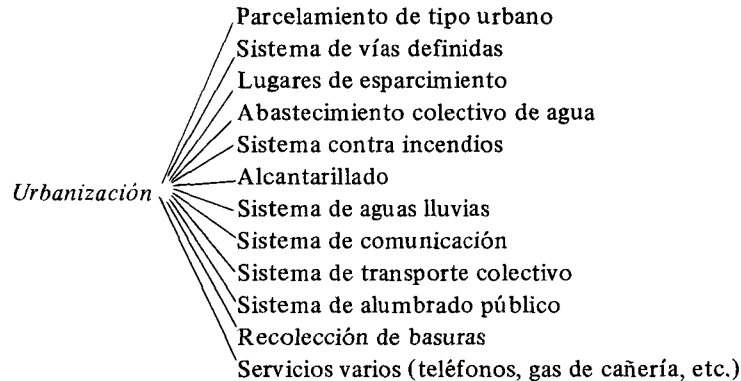 Parcelamiento de tipo urbano
Sistema de vías definidas
Lugares de esparcimiento
Abastecimiento colectivo de agua
Sistema contra incendios
Alcantarillado
Urbanización
Sistema de aguas lluvias
Sistema de comunicación
Sistema de transporte colectivo
Sistema de alumbrado público
Recolección de basuras
Servicios varios (teléfonos, gas de cañería, etc.)